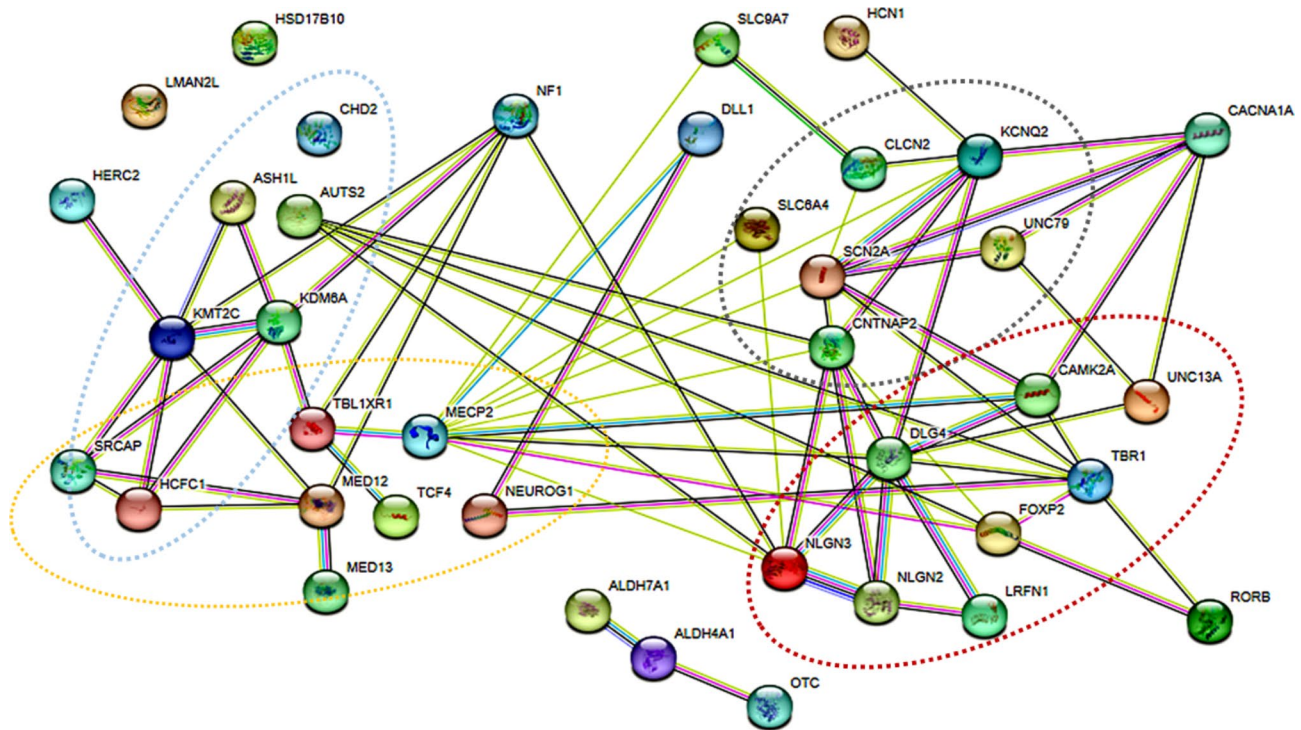 HSD17B10
SLC9A7
HCN1
LMAN2L
NF1
CHD2
DLL1
CACNA1A
KCNQ2
CLCN2
HERC2
ASH1L
AUTS2
SLC6A4
UNC79
SCN2A
KDM6A
KMT2C
CNTNAP2
CAMK2A
UNC13A
TBL1XR1
MECP2
DLG4
SRCAP
TBR1
HCFC1
MED12
TCF4
NEUROG1
FOXP2
NLGN3
MED13
NLGN2
LRFN1
ALDH7A1
RORB
ALDH4A1
OTC